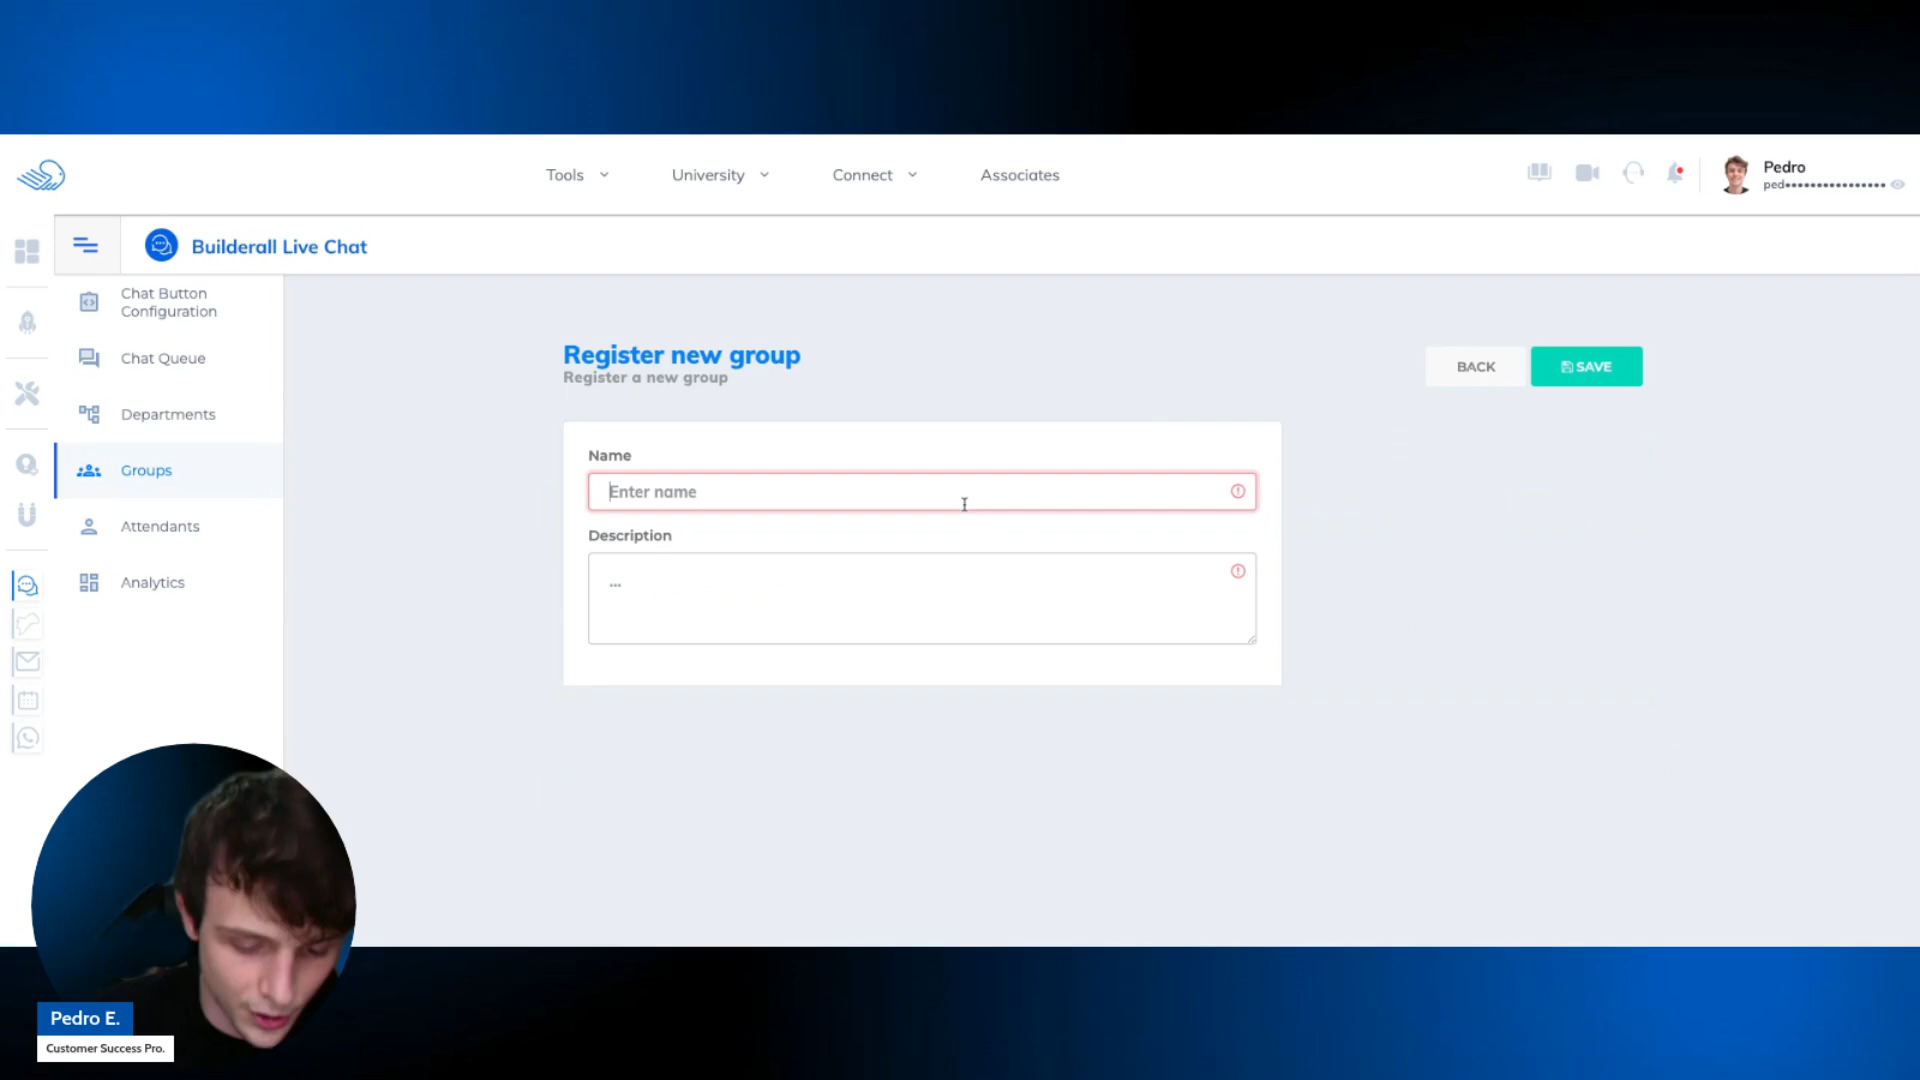 Tools
University
Connect
Associates
Pedro
ped••••••••••••••••
Builderall Live Chat
Chat Button
Configuration
Chat Queue
Departments
Groups
Attendants
Analytics
Register new group
Register a new group
BACK
SAVE
Name
Enter name
Description
...
Pedro E.
Customer Success Pro.